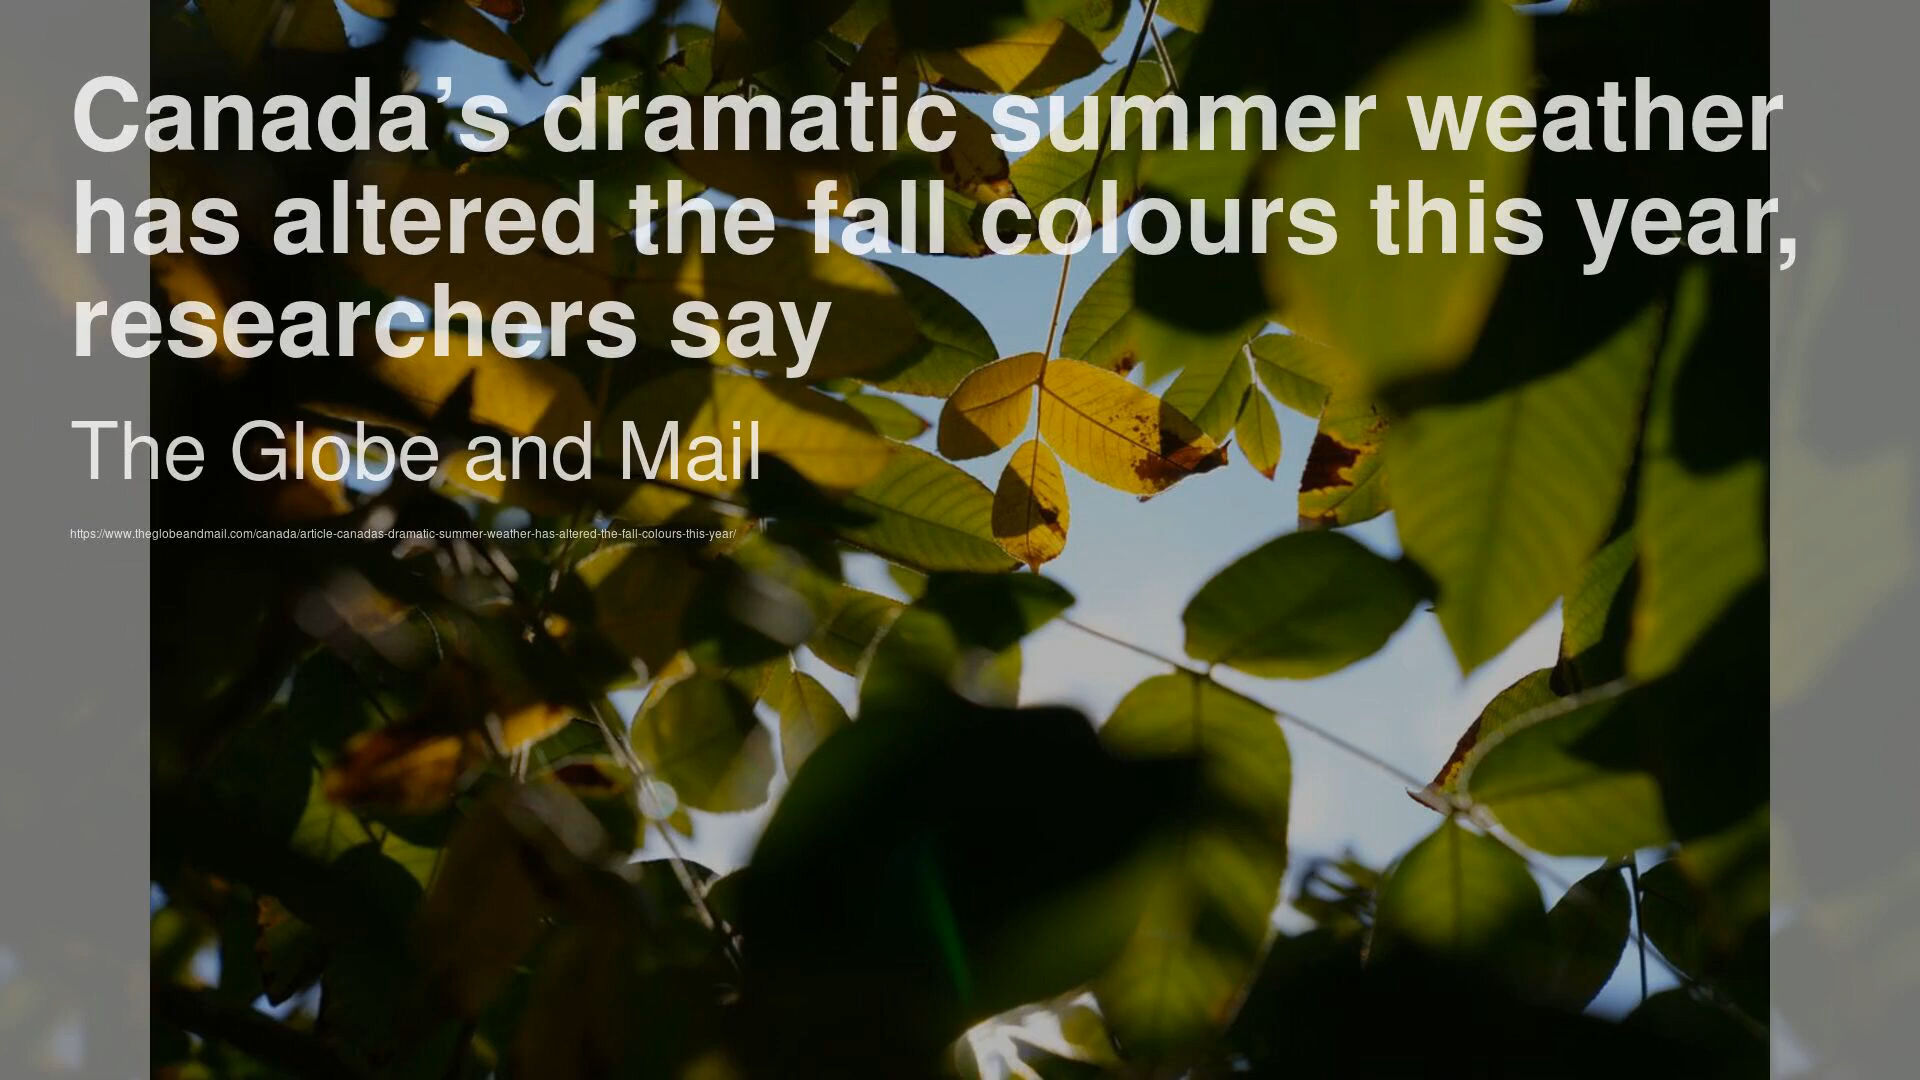 Canada’s dramatic summer weather
has altered the fall colours this year,
researchers say
The Globe and Mail
https://www.theglobeandmail.com/canada/article-canadas-dramatic-summer-weather-has-altered-the-fall-colours-this-year/